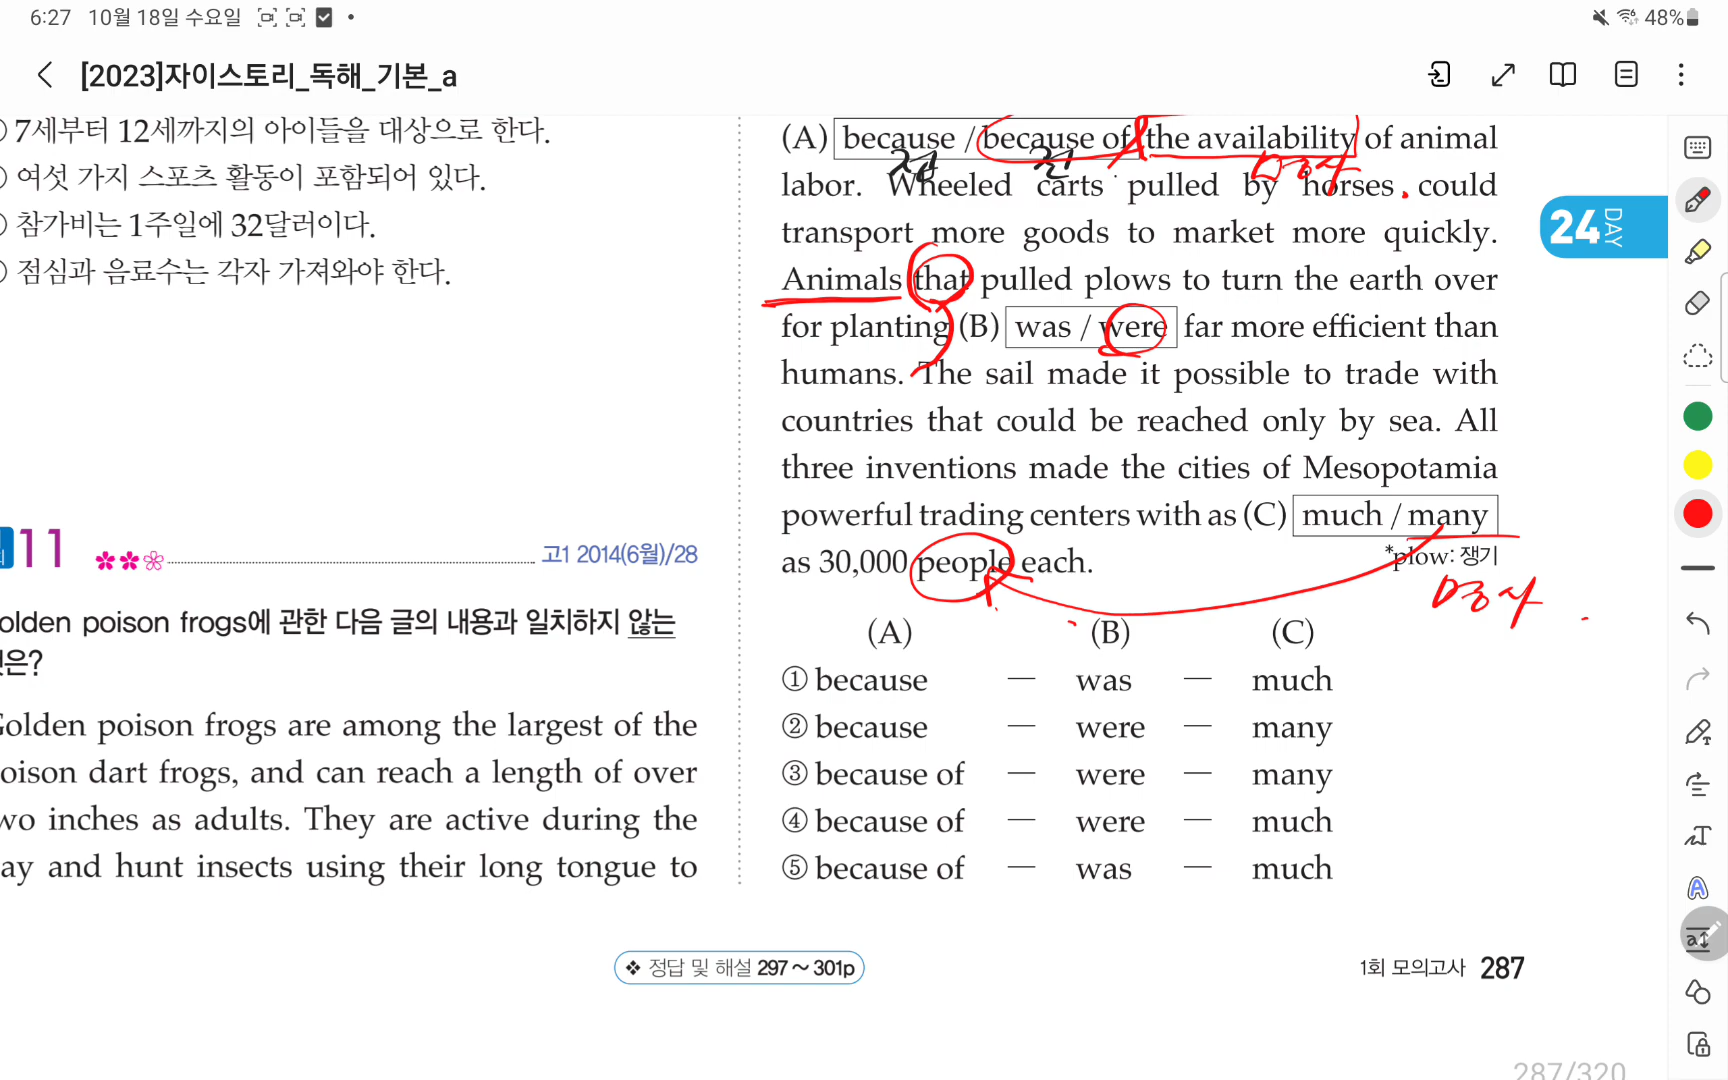 6:27 10월 18일 수요일
48%
[2023]자이스토리_독해_기본_a
7세부터 12세까지의 아이들을 대상으로 한다.
여섯 가지 스포츠 활동이 포함되어 있다.
참가비는 1주일에 32달러이다.
점심과 음료수는 각자 가져와야 한다.
11
고1 2014(6월)/28
olden poison frogs에 관한 다음 글의 내용과 일치하지 않는
은?
Golden poison frogs are among the largest of the
oison dart frogs, and can reach a length of over
wo inches as adults. They are active during the
ay and hunt insects using their long tongue to
(A) because / because of the availability of animal
접 전 명사
labor. Wheeled carts pulled by horses could
transport more goods to market more quickly.
Animals that pulled plows to turn the earth over
for planting (B) was / were far more efficient than
humans. The sail made it possible to trade with
countries that could be reached only by sea. All
three inventions made the cities of Mesopotamia
powerful trading centers with as (C) much / many
as 30,000 people each.
*plow: 쟁기
명사
(A) (B) (C)
① because — was — much
② because — were — many
③ because of — were — many
④ because of — were — much
⑤ because of — was — much
24 DAY
❖ 정답 및 해설 297~301p
1회 모의고사 287
287/320